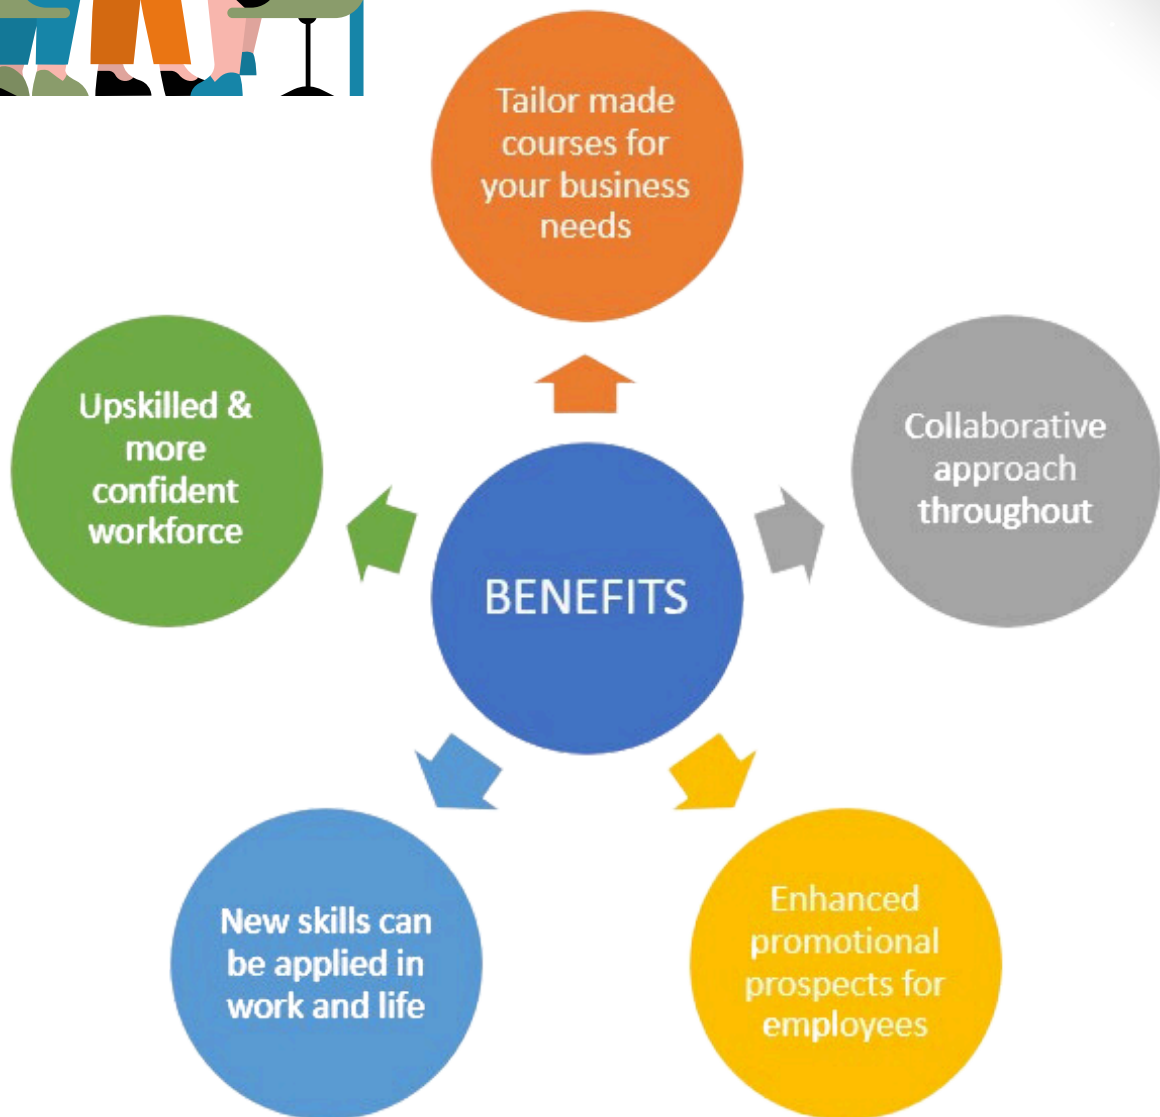 Tailor made
courses for
your business
needs
Collaborative
approach
throughout
Enhanced
promotional
prospects for
employees
New skills can
be applied in
work and life
Upskilled &
more
confident
workforce
BENEFITS